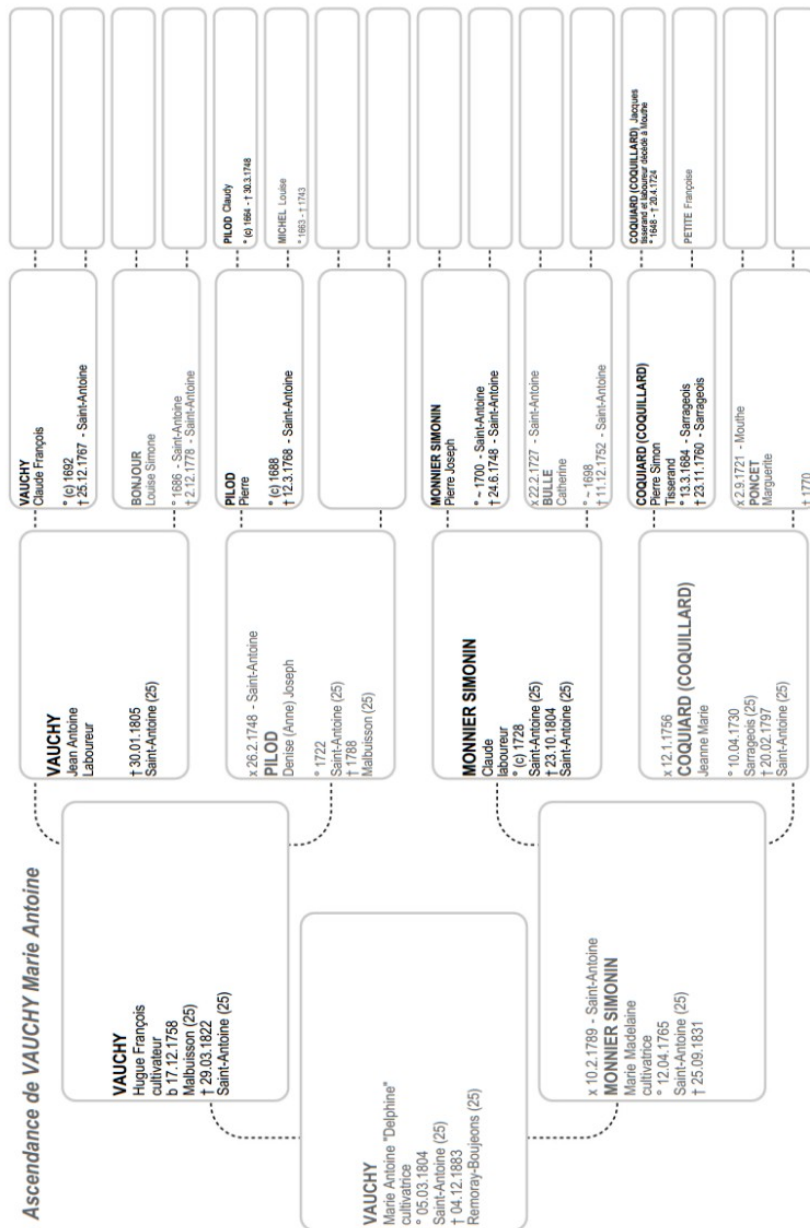 Ascendance de VAUCHY Marie Antoine
VAUCHY
Marie Antoine "Delphine"
cultivatrice
° 05.03.1804
Saint-Antoine (25)
† 04.12.1883
Remoray-Boujeons (25)
VAUCHY
Hugue François
cultivateur
b 17.12.1758
Malbuisson (25)
† 29.03.1822
Saint-Antoine (25)
x 10.2.1789 - Saint-Antoine
MONNIER SIMONIN
Marie Madelaine
cultivatrice
° 12.04.1765
Saint-Antoine (25)
† 25.09.1831
VAUCHY
Jean Antoine
Laboureur
† 30.01.1805
Saint-Antoine (25)
x 26.2.1748 - Saint-Antoine
PILOD
Denise (Anne) Joseph
° 1722
Saint-Antoine (25)
† 1788
Malbuisson (25)
MONNIER SIMONIN
Claude
laboureur
° (c) 1728
Saint-Antoine (25)
† 23.10.1804
Saint-Antoine (25)
x 12.1.1756
COQUIARD (COQUILLARD)
Jeanne Marie
° 10.04.1730
Sarrageois (25)
† 20.02.1797
Saint-Antoine (25)
VAUCHY
Claude François
° (c) 1692
† 25.12.1767 - Saint-Antoine
BONJOUR
Louise Simone
° 1686 - Saint-Antoine
† 2.12.1778 - Saint-Antoine
PILOD
Pierre
° (c) 1688
† 12.3.1768 - Saint-Antoine
MONNIER SIMONIN
Pierre Joseph
° ~ 1700 - Saint-Antoine
† 24.6.1748 - Saint-Antoine
x 22.2.1727 - Saint-Antoine
BULLE
Catherine
° ~ 1698
† 11.12.1752 - Saint-Antoine
COQUIARD (COQUILLARD)
Pierre Simon
Tisserand
° 13.3.1684 - Sarrageois
† 23.11.1760 - Sarrageois
x 2.9.1721 - Mouthe
PONCET
Marguerite
† 1770
PILOD Claudy
° (c) 1664 - † 30.3.1748
MICHEL Louise
° 1663 - † 1743
COQUIARD (COQUILLARD) Jacques
tisserand et laboureur décédé à Mouthe
° 1648 - † 20.4.1724
PETITE Françoise